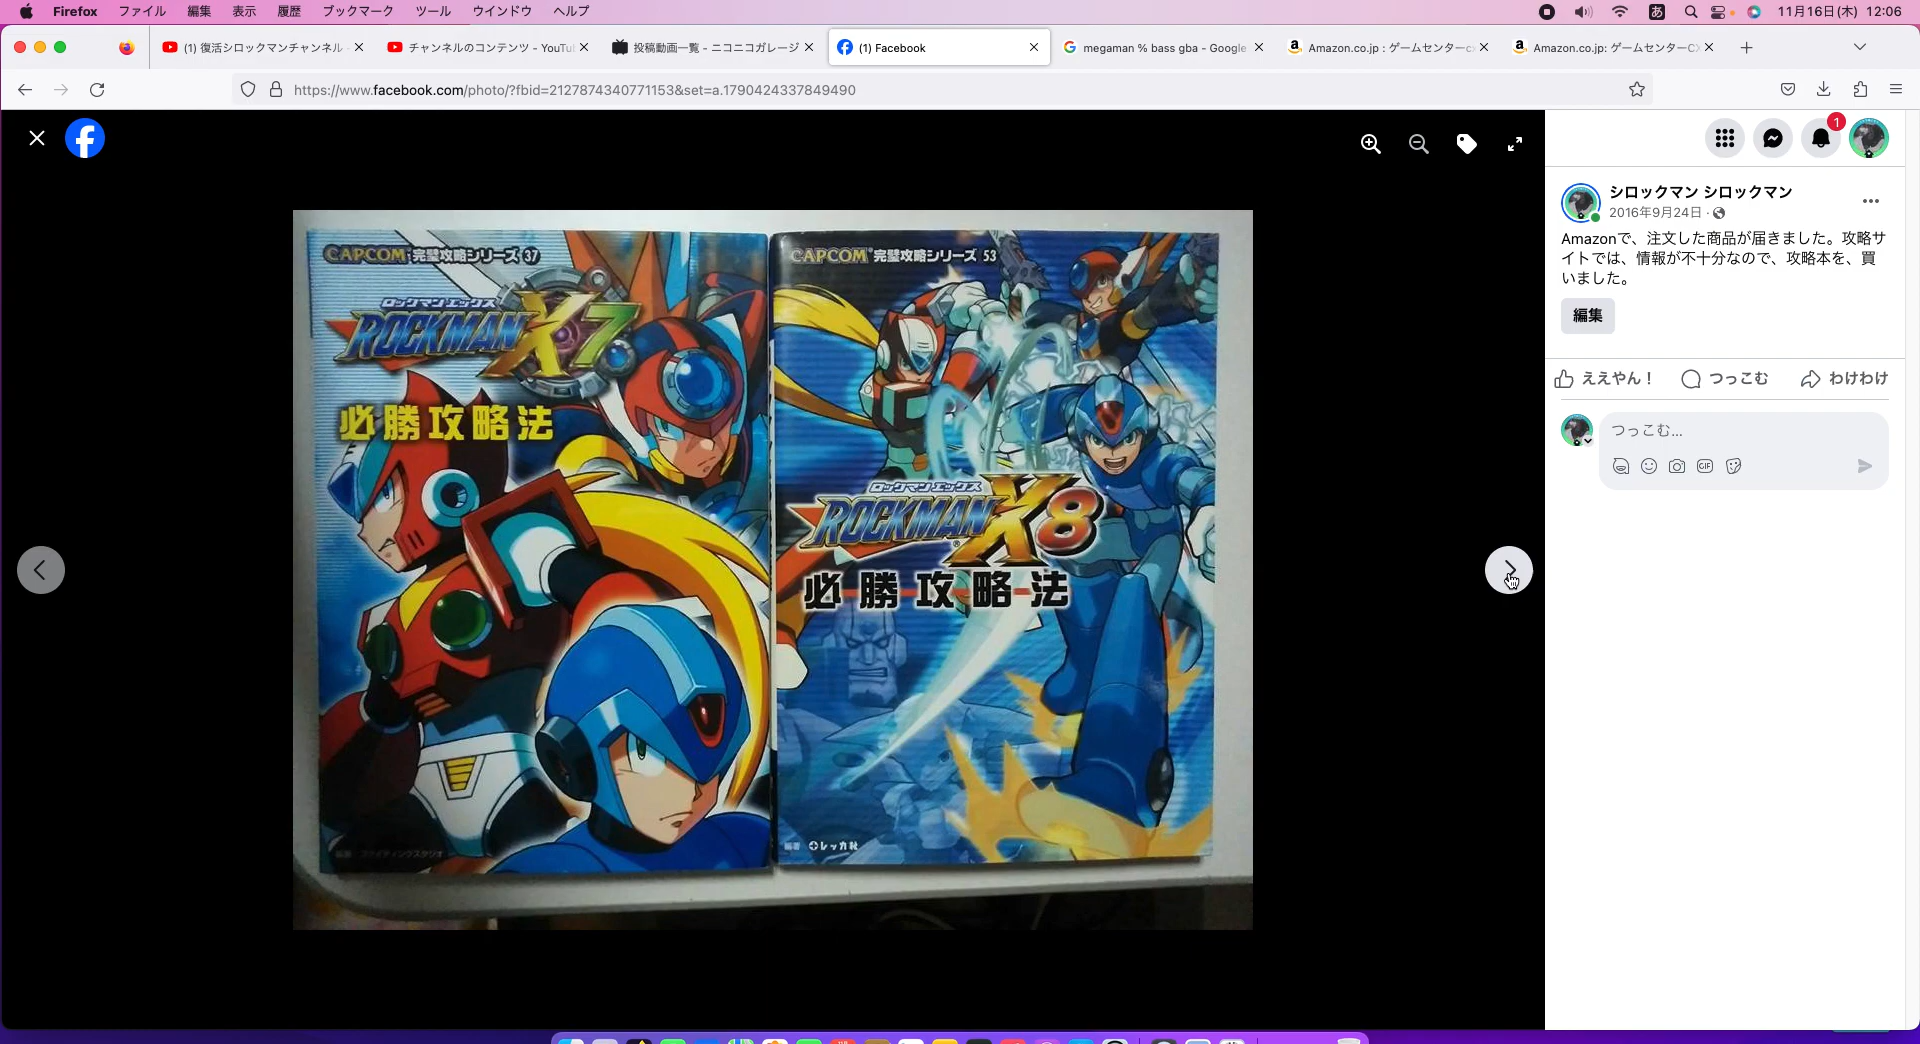 Firefox ファイル 編集 表示 履歴 ブックマーク ツール ウインドウ ヘルプ
あ 11月16日(木) 12:06
(1) 復活シロックマンチャンネル
チャンネルのコンテンツ - YouTu
投稿動画一覧 - ニコニコガレージ
(1) Facebook
megaman % bass gba - Google
Amazon.co.jp : ゲームセンターc
Amazon.co.jp: ゲームセンターC
https://www.facebook.com/photo/?fbid=2127874340771153&set=a.1790424337849490
1
シロックマン シロックマン
2016年9月24日
Amazonで、注文した商品が届きました。攻略サ
イトでは、情報が不十分なので、攻略本を、買
いました。
編集
ええやん！ つっこむ わけわけ
つっこむ...
GIF
CAPCOM 完璧攻略シリーズ 37
ロックマン エックス
ROCKMAN X7
必勝攻略法
CAPCOM 完璧攻略シリーズ 53
ロックマン エックス
ROCKMAN X8
必勝攻略法
編著 レッカ社